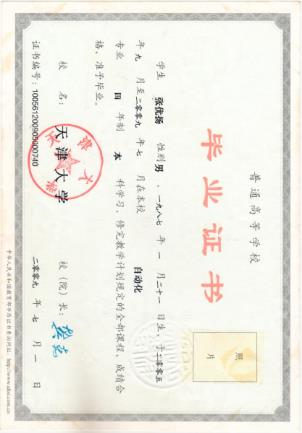 普通高等学校
毕业证书
学生 张优扬 性别 男，一九八七年 一 月二十一日生，于二〇〇五
年 九 月至二〇〇九年 七 月在本校 自动化
专业 四 年制 本 科学习，修完教学计划规定的全部课程，成绩合
格，准予毕业。
校 名： 天津大学 校（院）长：
证书编号：100561200905000740 二〇〇九年 七 月 一 日
照
片
中华人民共和国教育部学历证书查询网址：http://www.chsi.com.cn